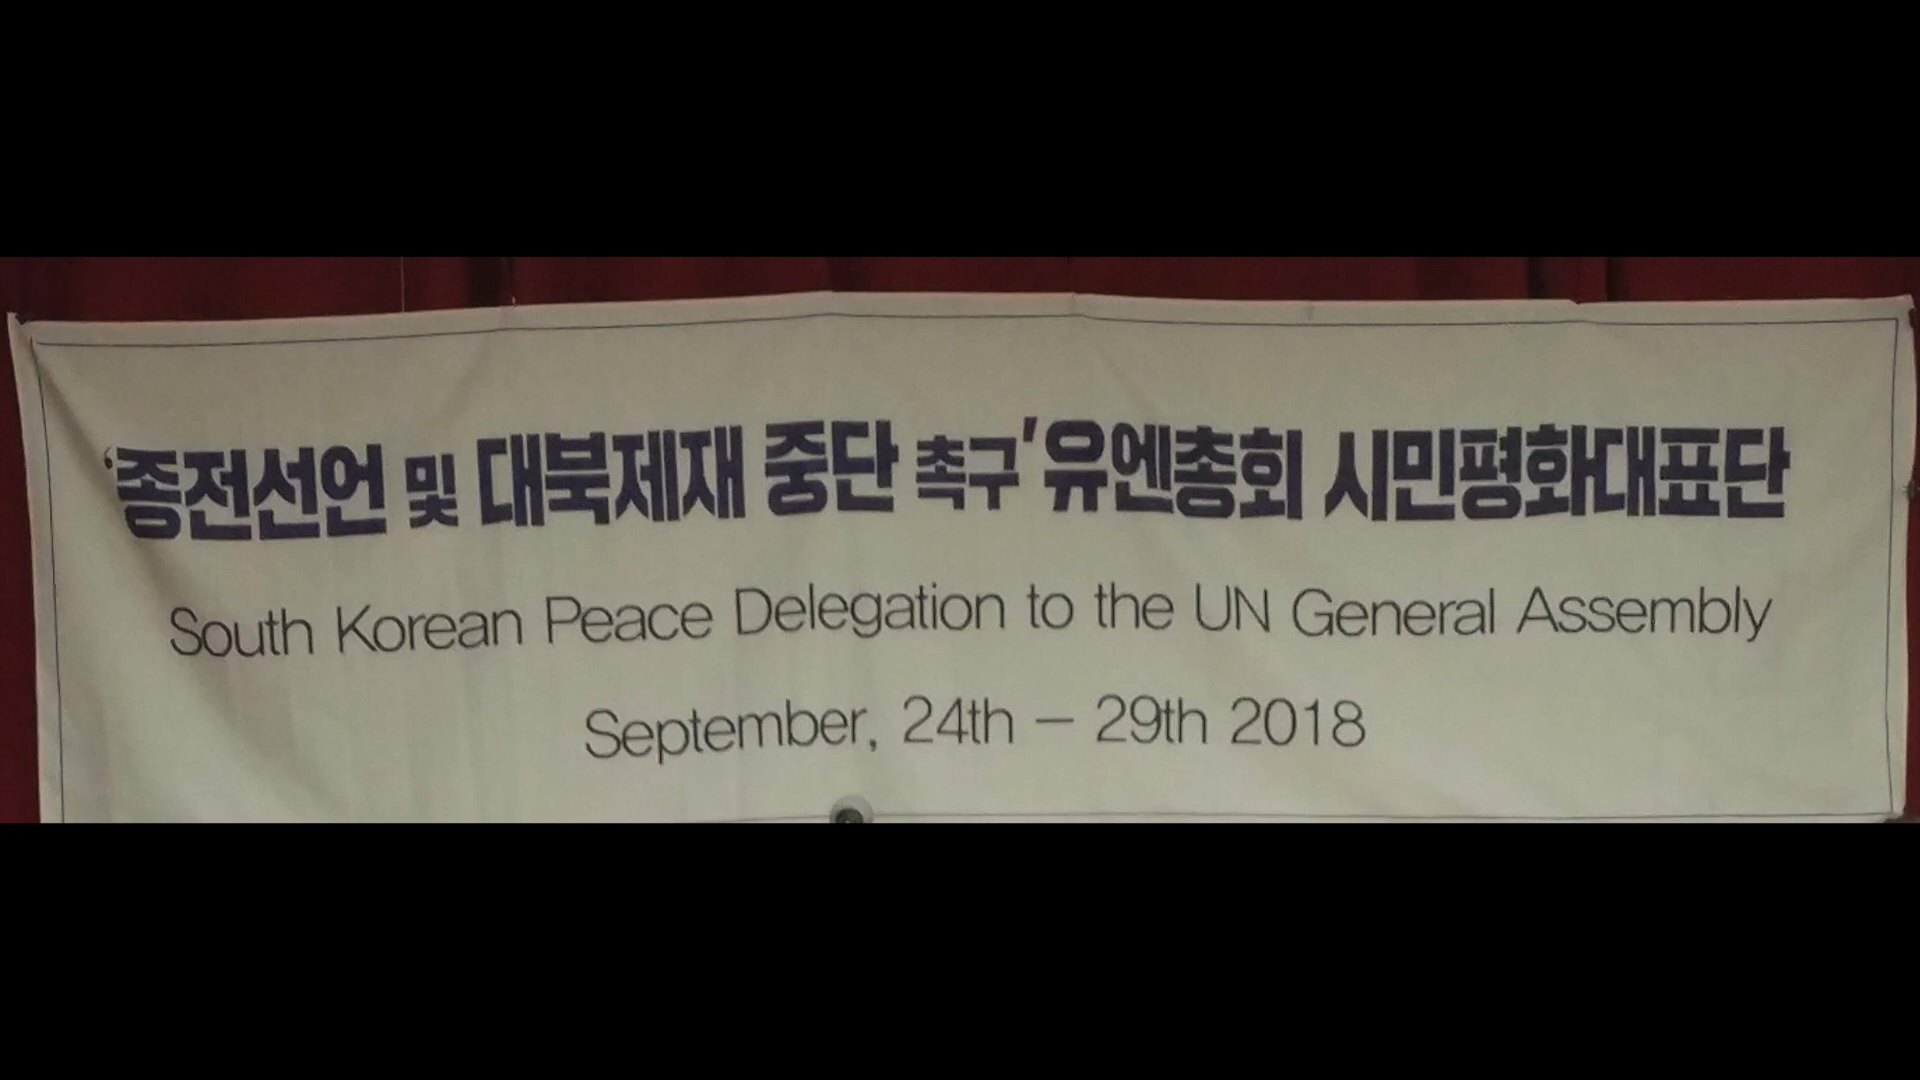 ‘종전선언 및 대북제재 중단 촉구’ 유엔총회 시민평화대표단
South Korean Peace Delegation to the UN General Assembly
September, 24th – 29th 2018